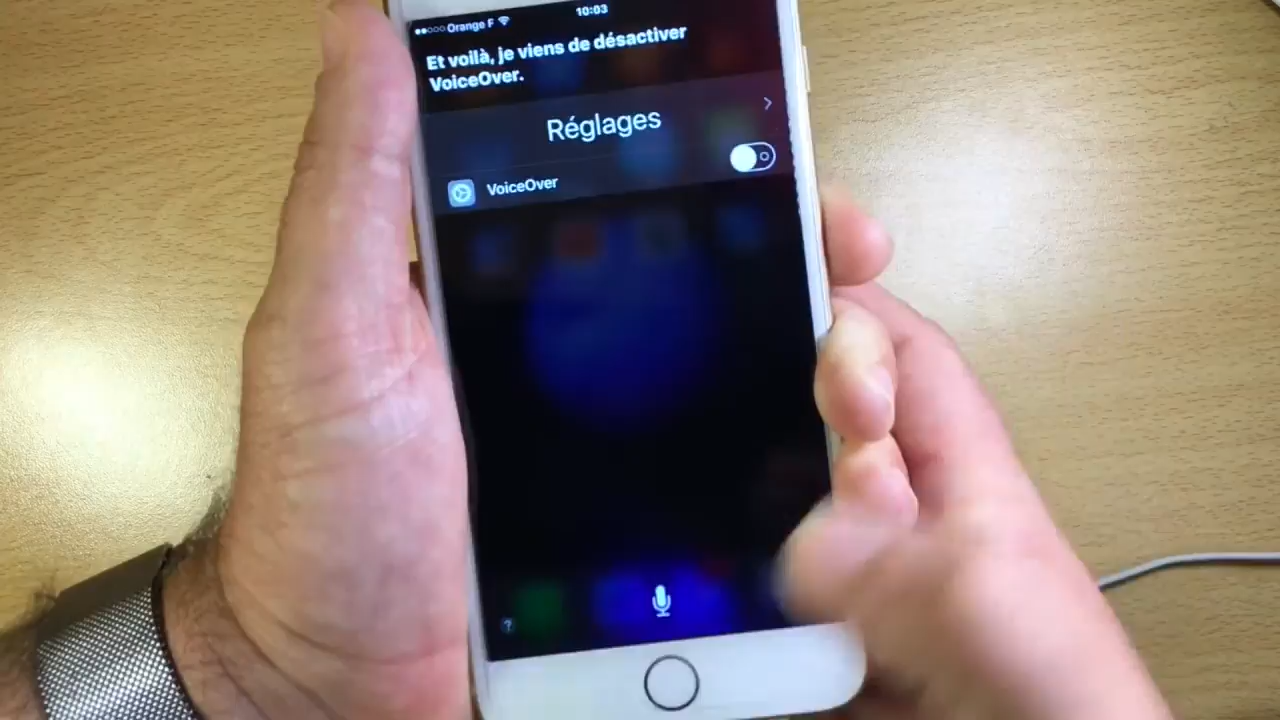 Orange F 10:03
Et voilà, je viens de désactiver
VoiceOver.
Réglages
VoiceOver
?